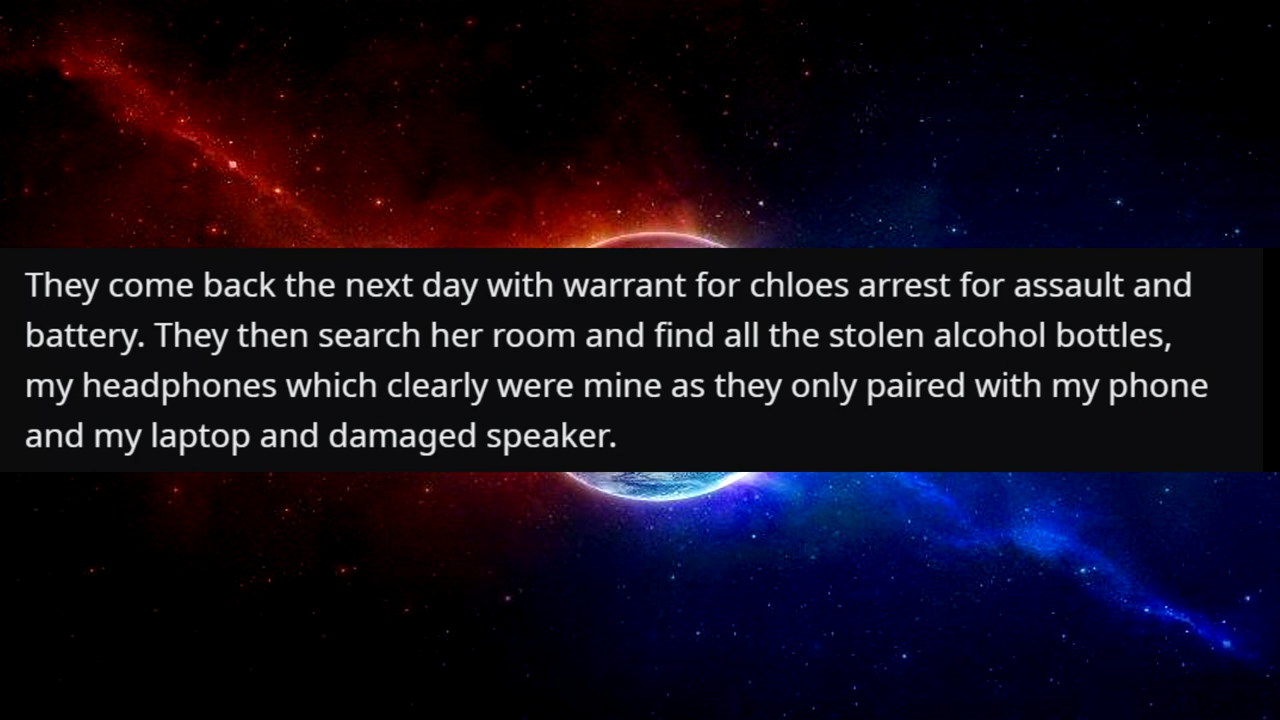 They come back the next day with warrant for chloes arrest for assault and
battery. They then search her room and find all the stolen alcohol bottles,
my headphones which clearly were mine as they only paired with my phone
and my laptop and damaged speaker.